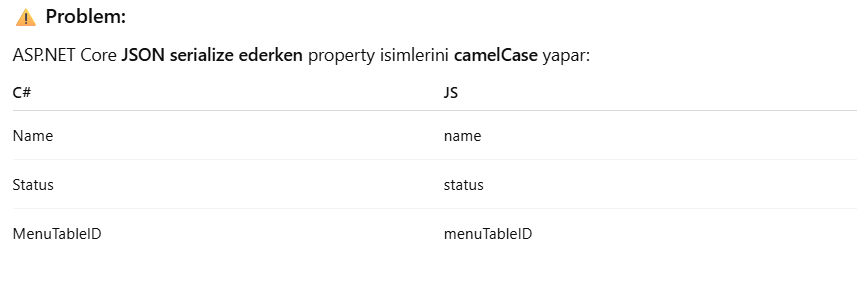 ⚠️ Problem:
ASP.NET Core JSON serialize ederken property isimlerini camelCase yapar:
C# JS
Name name
Status status
MenuTableID menuTableID